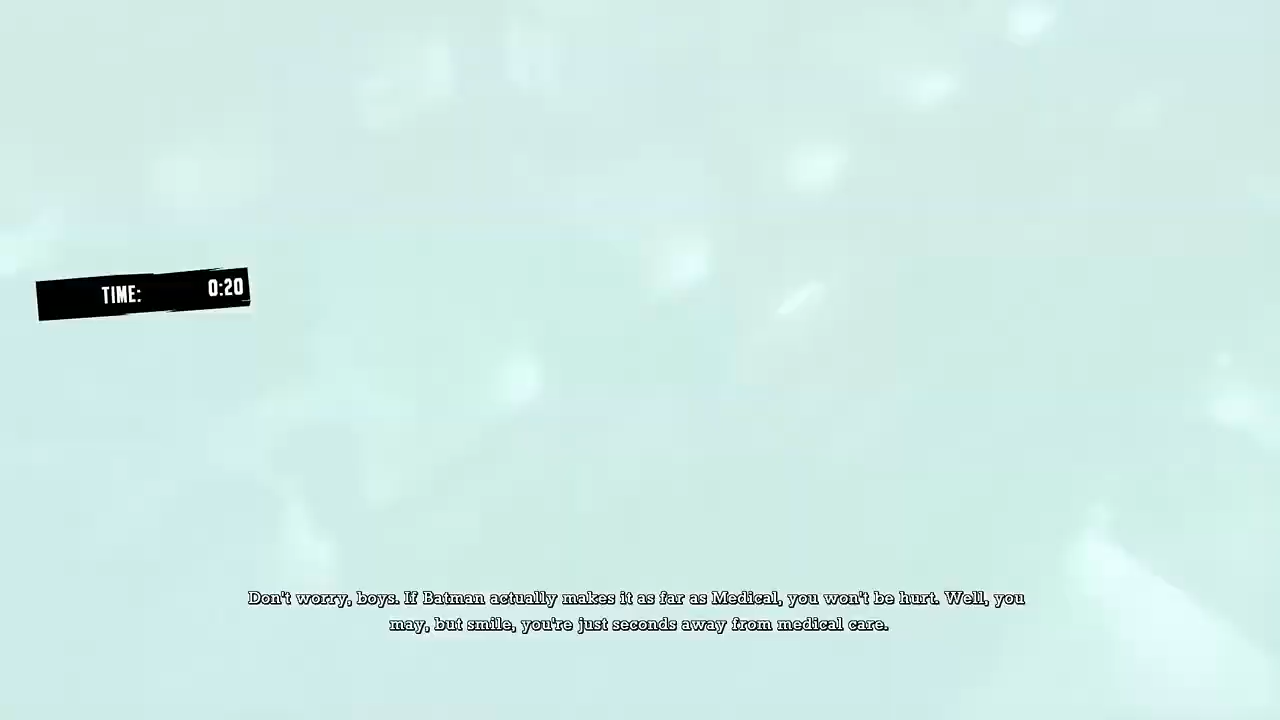 TIME: 0:20
Don't worry, boys. If Batman actually makes it as far as Medical, you won't be hurt. Well, you
may, but smile, you're just seconds away from medical care.